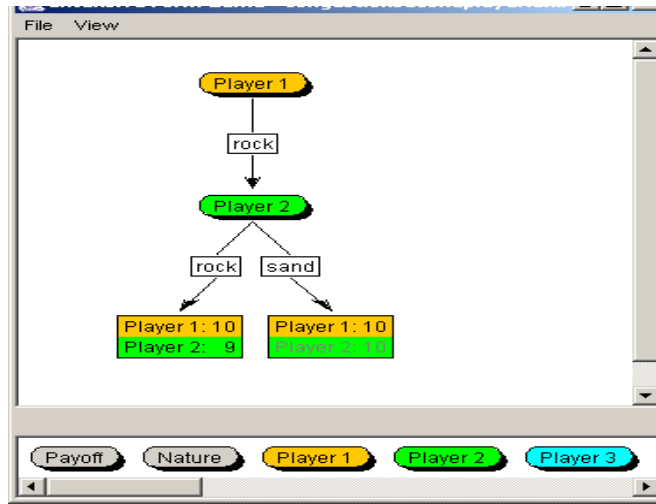 File View
Player 1
rock
Player 2
rock sand
Player 1: 10 Player 1: 10
Player 2: 9 Player 2: 10
Payoff Nature Player 1 Player 2 Player 3